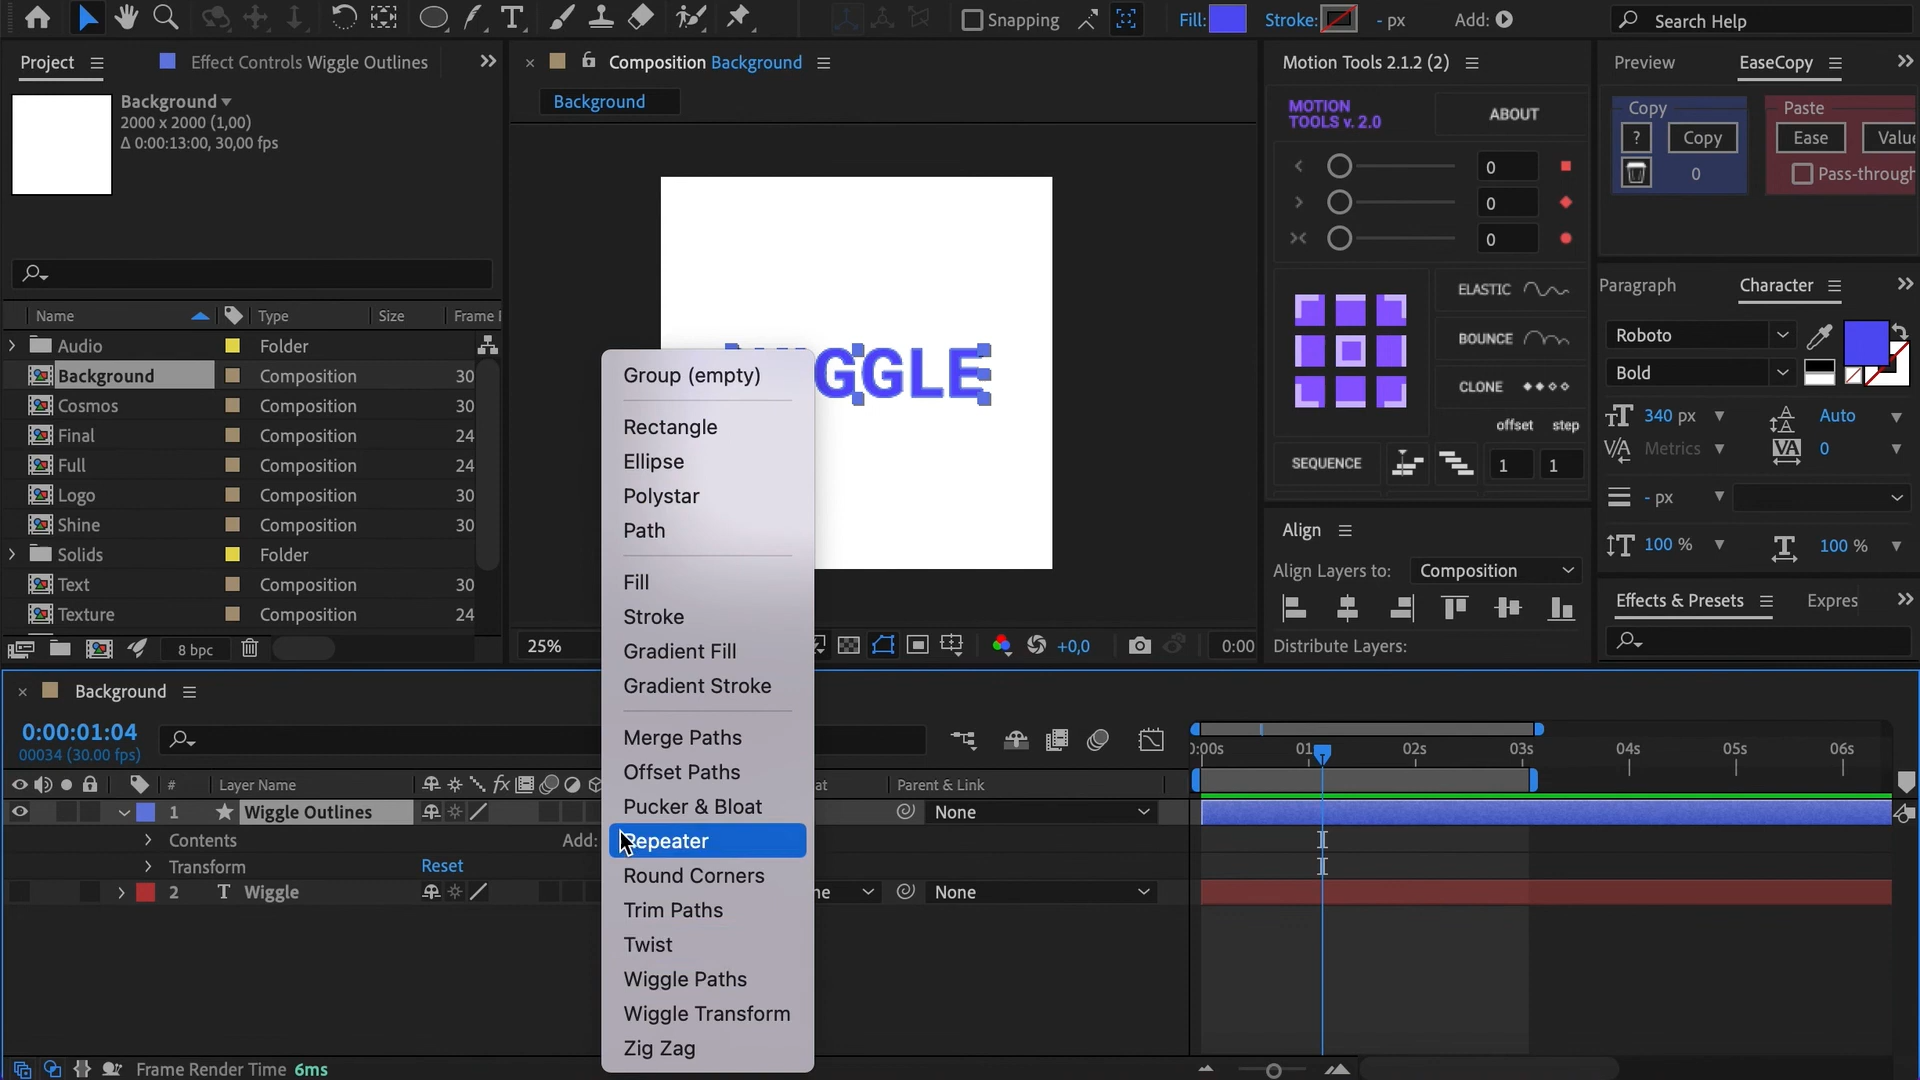 Snapping
Fill:
Stroke:
- px
Add:
Search Help
Project
Effect Controls Wiggle Outlines
Composition Background
Background
Background
2000 x 2000 (1,00)
Δ 0:00:13:00, 30,00 fps
Name
Type
Size
Frame
Audio
Folder
Background
Composition
30
Cosmos
Composition
30
Final
Composition
24
Full
Composition
24
Logo
Composition
30
Shine
Composition
30
Solids
Folder
Text
Composition
30
Texture
Composition
24
8 bpc
GGLE
25%
+0,0
0:00
Group (empty)
Rectangle
Ellipse
Polystar
Path
Fill
Stroke
Gradient Fill
Gradient Stroke
Merge Paths
Offset Paths
Pucker & Bloat
Repeater
Round Corners
Trim Paths
Twist
Wiggle Paths
Wiggle Transform
Zig Zag
Motion Tools 2.1.2 (2)
MOTION
TOOLS v. 2.0
ABOUT
0
0
0
ELASTIC
BOUNCE
CLONE
offset
step
SEQUENCE
1
1
Align
Align Layers to:
Composition
Distribute Layers:
Preview
EaseCopy
Copy
?
Copy
0
Paste
Ease
Value
Pass-through
Paragraph
Character
Roboto
Bold
340 px
Auto
Metrics
0
- px
100 %
100 %
Effects & Presets
Expres
Background
0:00:01:04
00034 (30.00 fps)
#
Layer Name
fx
at
Parent & Link
1
Wiggle Outlines
None
Contents
Add:
Transform
Reset
2
T
Wiggle
ne
None
:00s
01
02s
03s
04s
05s
06s
Frame Render Time 6ms